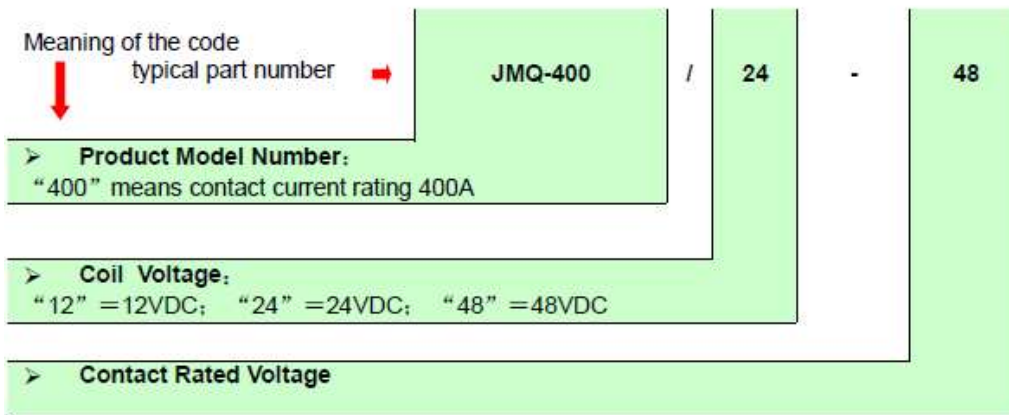 Meaning of the code
typical part number ➡ JMQ-400 / 24 - 48
➢ Product Model Number：
“400” means contact current rating 400A
➢ Coil Voltage：
“12”＝12VDC； “24”＝24VDC； “48”＝48VDC
➢ Contact Rated Voltage